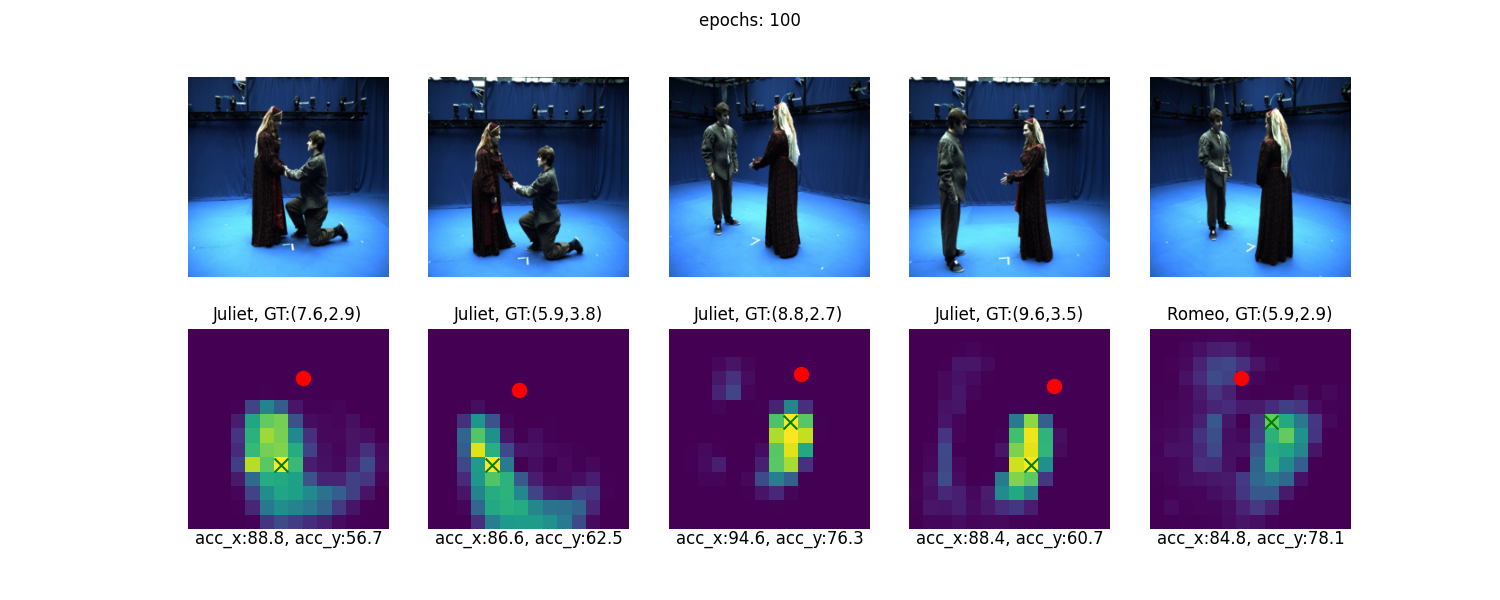 epochs: 100
Juliet, GT:(7.6,2.9)
Juliet, GT:(5.9,3.8)
Juliet, GT:(8.8,2.7)
Juliet, GT:(9.6,3.5)
Romeo, GT:(5.9,2.9)
acc_x:88.8, acc_y:56.7
acc_x:86.6, acc_y:62.5
acc_x:94.6, acc_y:76.3
acc_x:88.4, acc_y:60.7
acc_x:84.8, acc_y:78.1